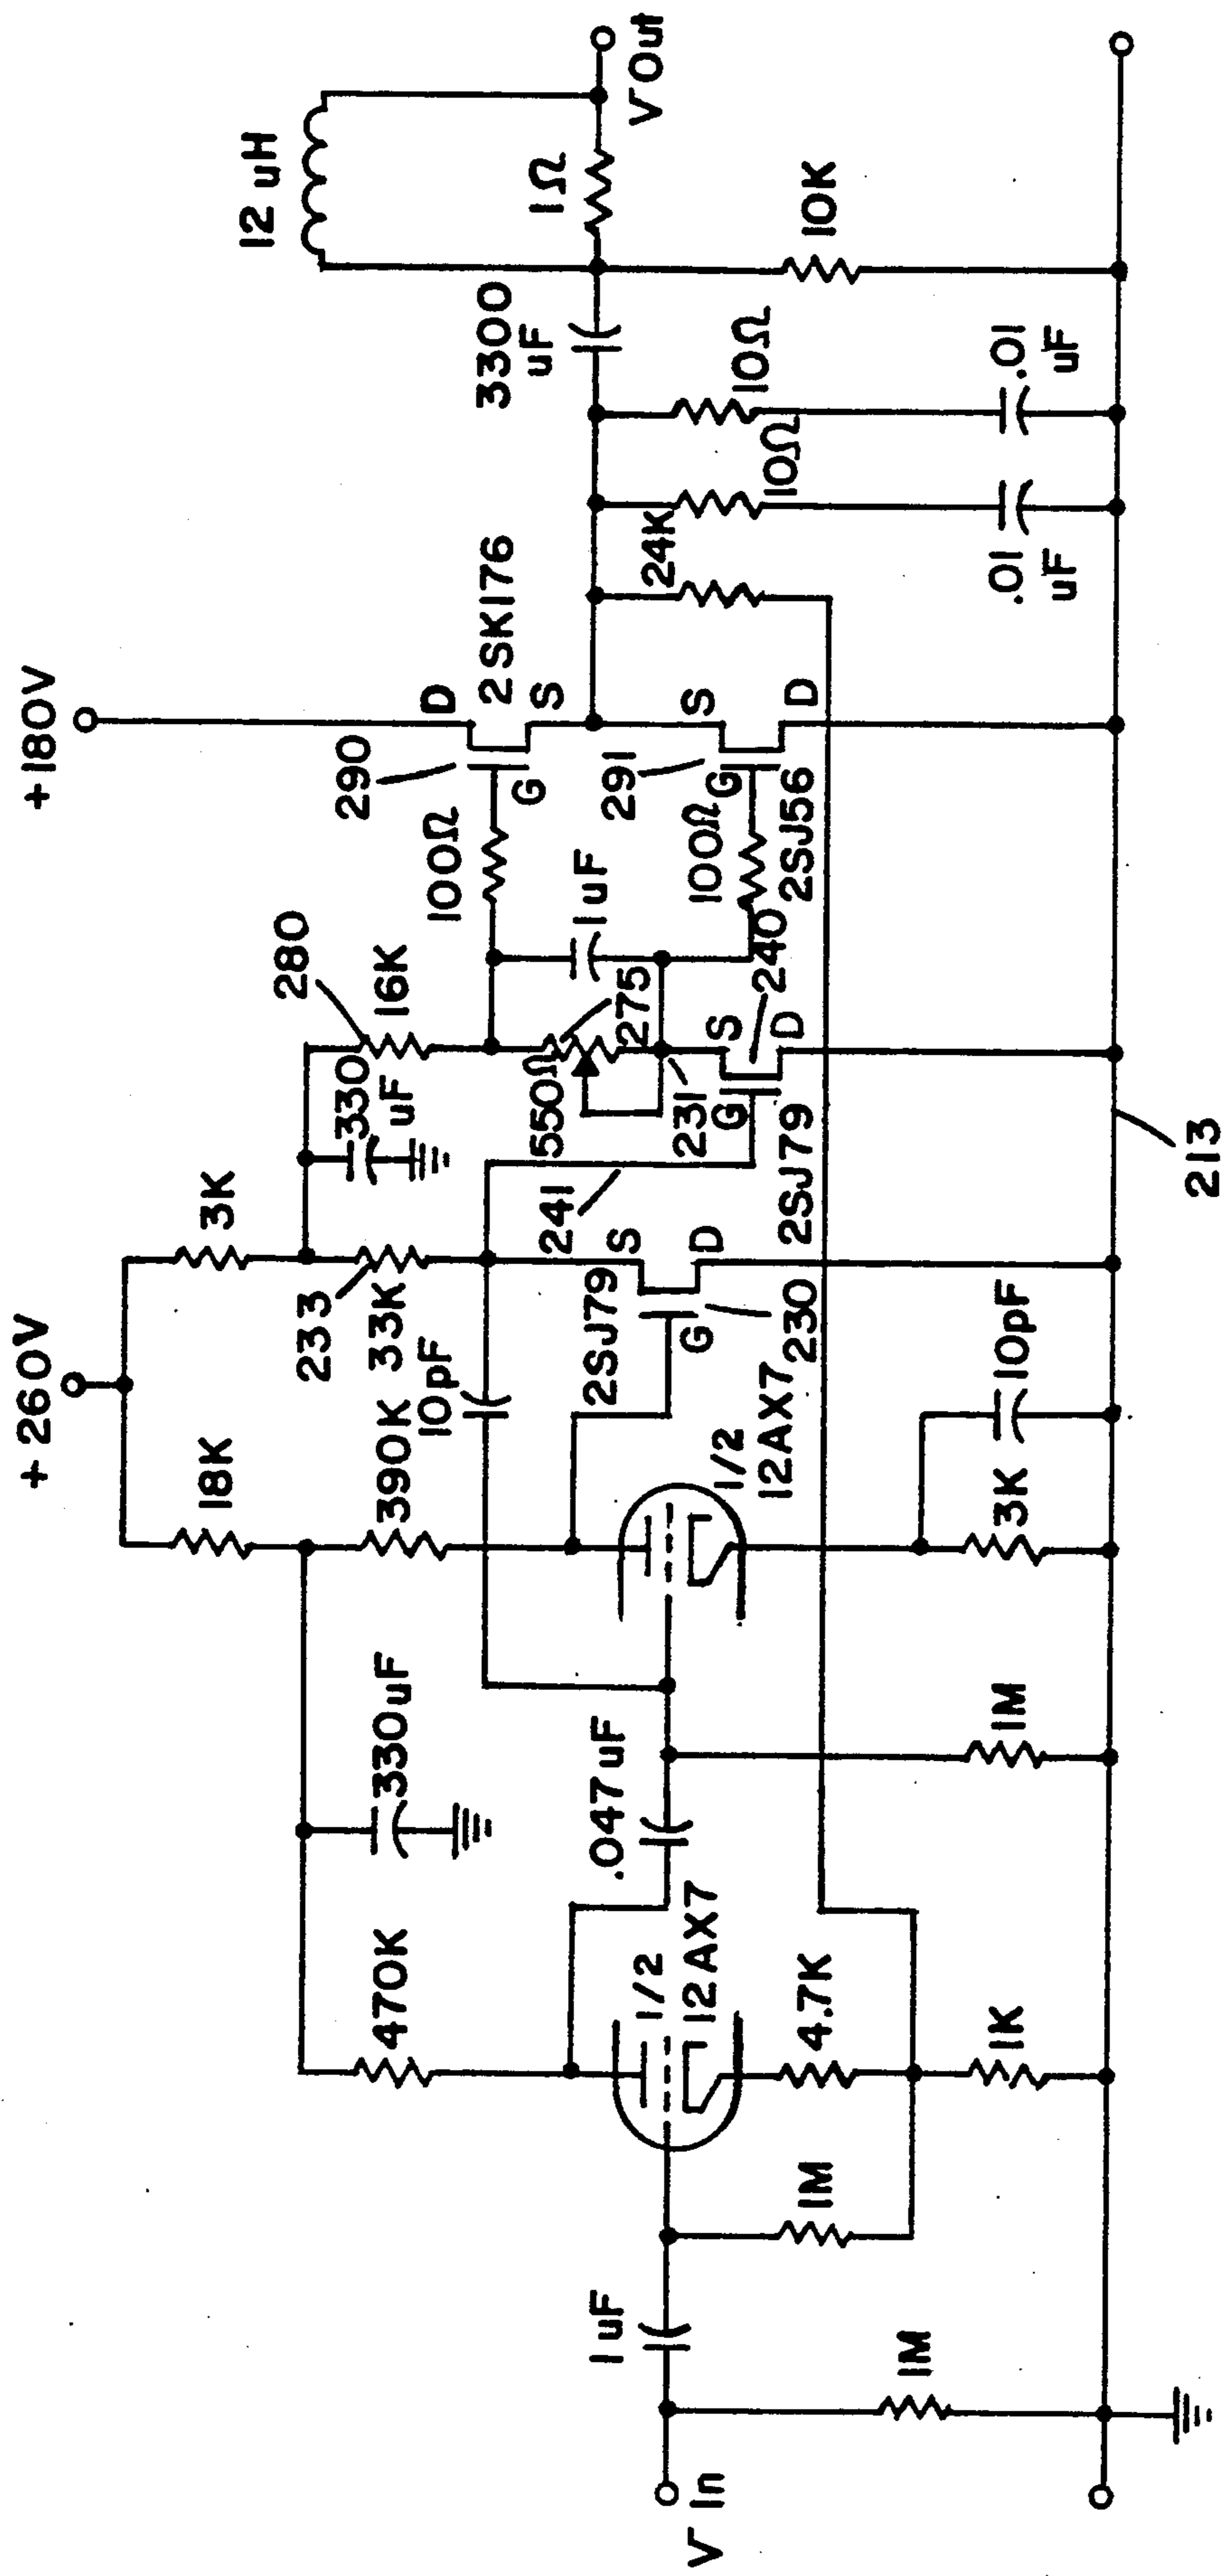 +260V
+180V
18K
3K
12 uH
470K
330uF
390K
233
33K
10pF
330
uF
280
16K
290
D
2SK176
S
G
100Ω
3300
uF
1Ω
V Out
.047uF
1/2
12AX7
1/2
12AX7
2SJ79
S
G
D
230
241
550Ω
275
231
1uF
S
G
D
240
2SJ79
291
S
G
D
100Ω
2SJ56
24K
10Ω
10Ω
10K
V In
1uF
1M
1M
4.7K
1K
1M
3K
10pF
.01
uF
.01
uF
213